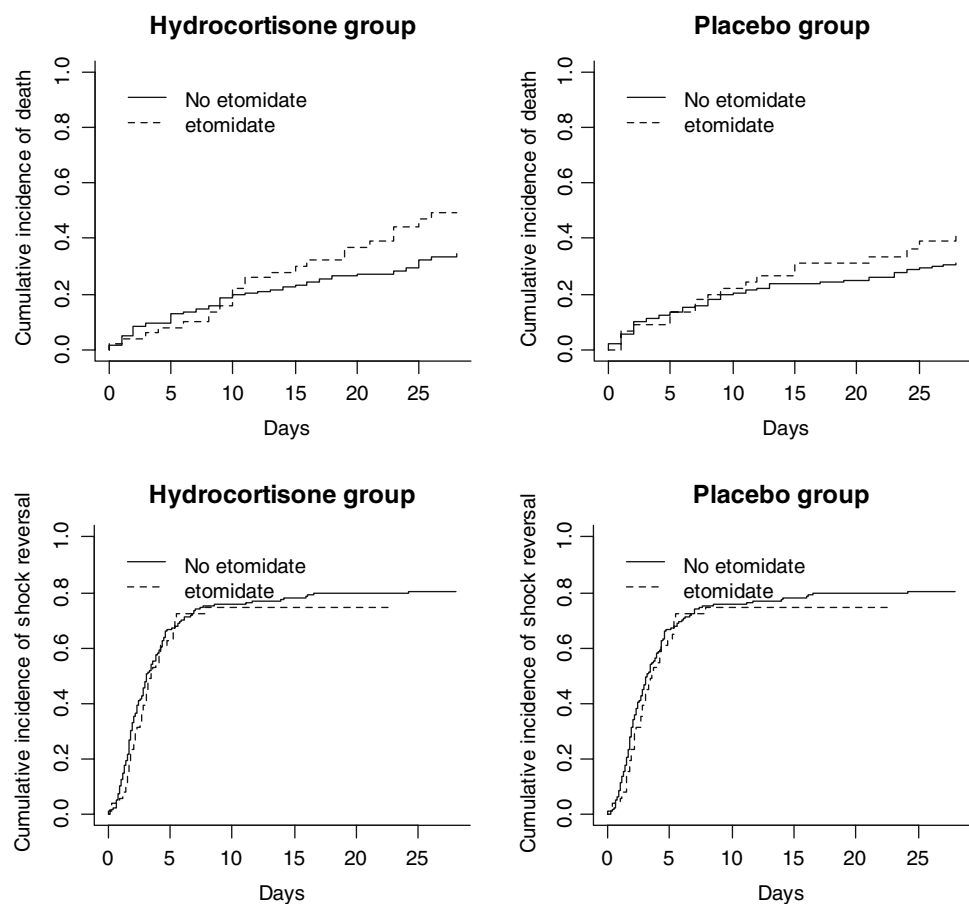 Hydrocortisone group
Cumulative incidence of death
1.0
0.8
0.6
0.4
0.2
0.0
No etomidate
etomidate
0 5 10 15 20 25
Days
Placebo group
Cumulative incidence of death
1.0
0.8
0.6
0.4
0.2
0.0
No etomidate
etomidate
0 5 10 15 20 25
Days
Hydrocortisone group
Cumulative incidence of shock reversal
1.0
0.8
0.6
0.4
0.2
0.0
No etomidate
etomidate
0 5 10 15 20 25
Days
Placebo group
Cumulative incidence of shock reversal
1.0
0.8
0.6
0.4
0.2
0.0
No etomidate
etomidate
0 5 10 15 20 25
Days